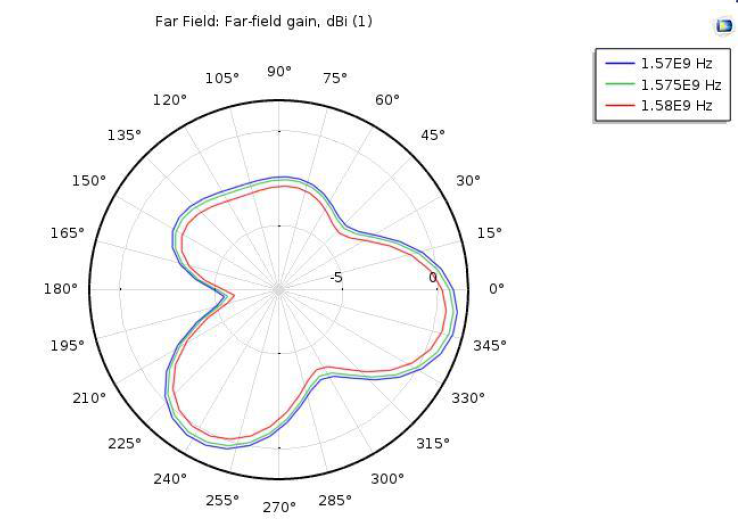 Far Field: Far-field gain, dBi (1)
1.57E9 Hz
1.575E9 Hz
1.58E9 Hz
90°
105° 75°
120° 60°
135° 45°
150° 30°
165° 15°
-5 0
180° 0°
195° 345°
210° 330°
225° 315°
240° 300°
255° 270° 285°